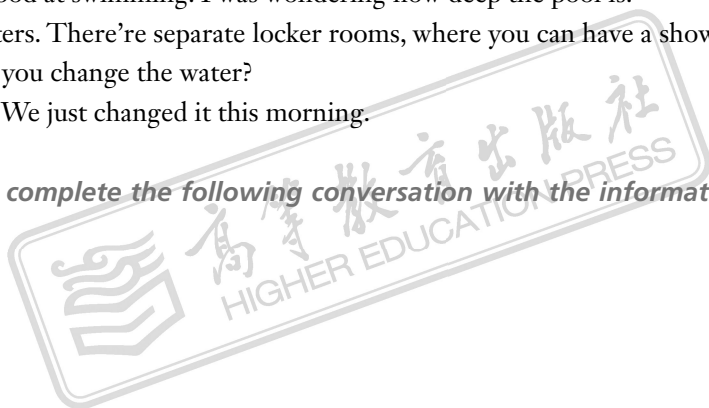 ood at swimming. I was wondering how deep the pool is.
ters. There're separate locker rooms, where you can have a show
you change the water?
We just changed it this morning.
complete the following conversation with the informat
高等教育出版社
HIGHER EDUCATION PRESS